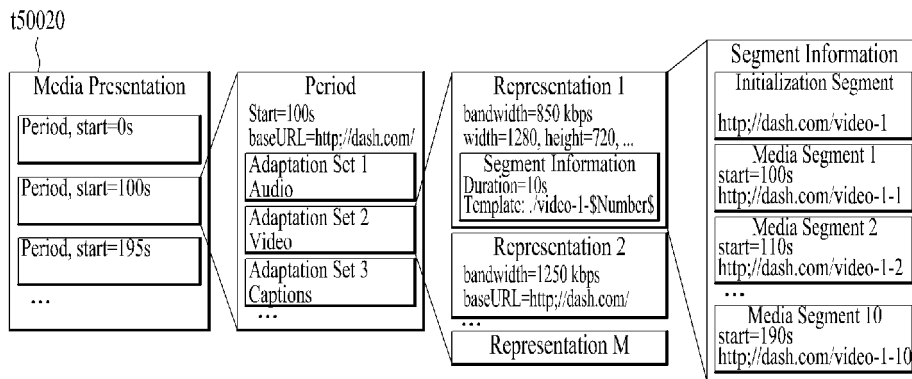 t50020
Media Presentation
Period, start=0s
Period, start=100s
Period, start=195s
...
Period
Start=100s
baseURL=http;//dash.com/
Adaptation Set 1
Audio
Adaptation Set 2
Video
Adaptation Set 3
Captions
...
Representation 1
bandwidth=850 kbps
width=1280, height=720, ...
Segment Information
Duration=10s
Template: ./video-1-$Number$
Representation 2
bandwidth=1250 kbps
baseURL=http;//dash.com/
...
Representation M
Segment Information
Initialization Segment
http;//dash.com/video-1
Media Segment 1
start=100s
http;//dash.com/video-1-1
Media Segment 2
start=110s
http;//dash.com/video-1-2
...
Media Segment 10
start=190s
http;//dash.com/video-1-10